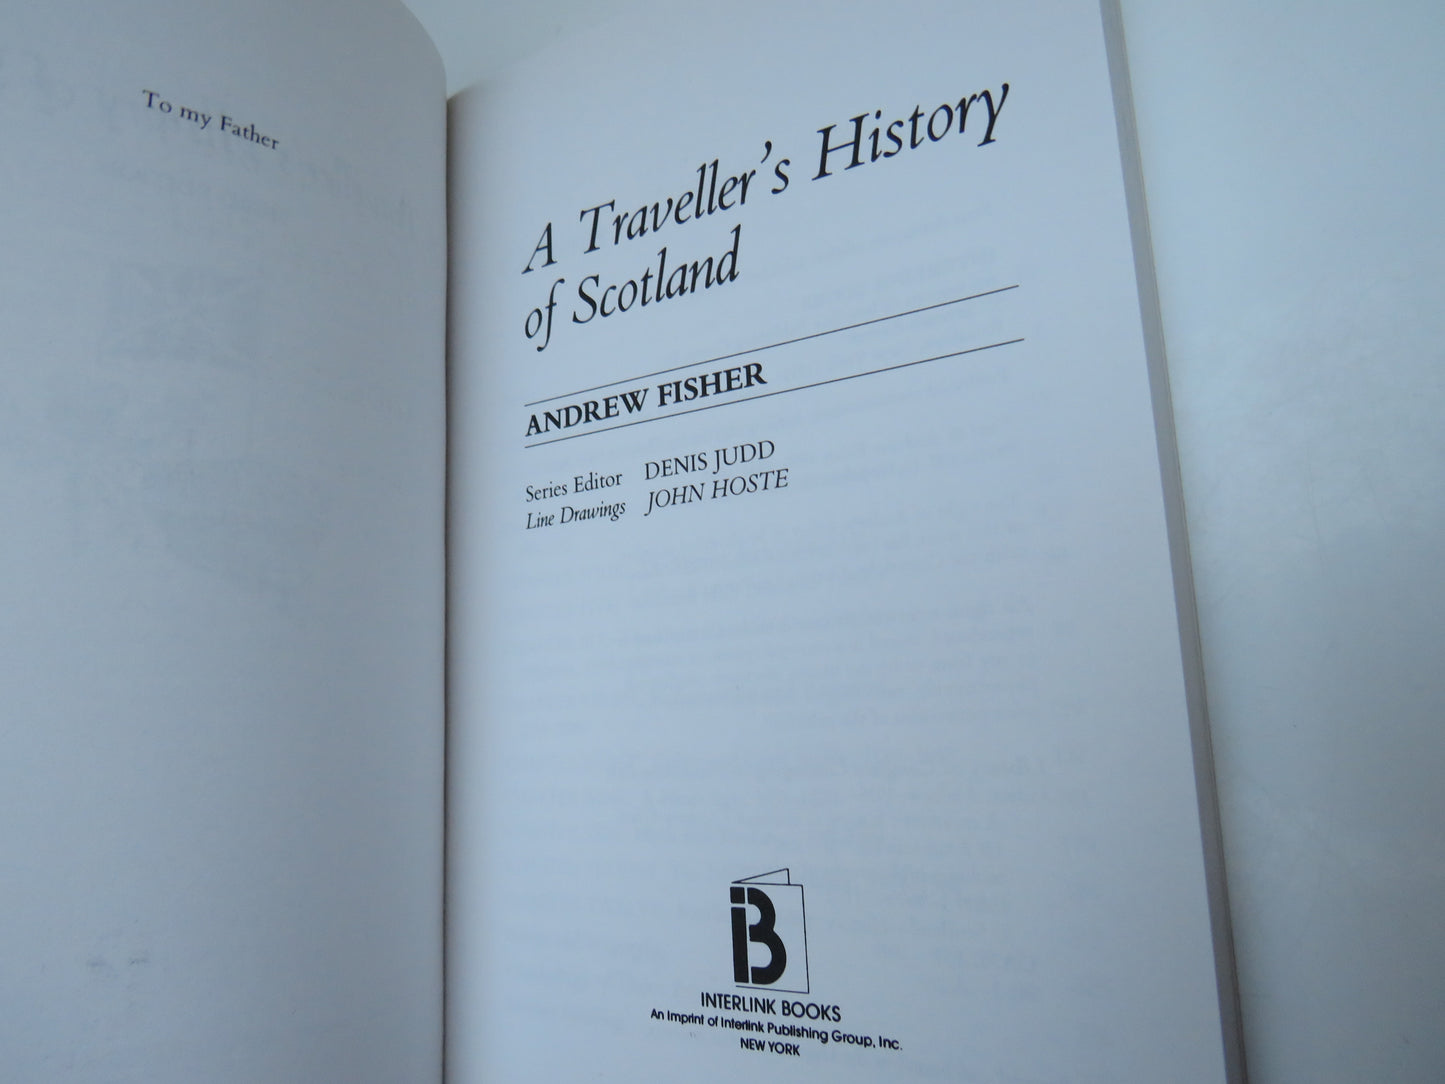 To my Father
A Traveller's History
of Scotland
ANDREW FISHER
Series Editor DENIS JUDD
Line Drawings JOHN HOSTE
iB
INTERLINK BOOKS
An Imprint of Interlink Publishing Group, Inc.
NEW YORK